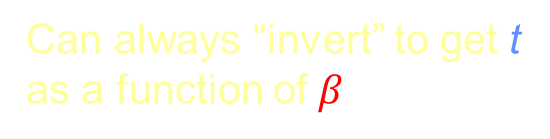 Can always “invert” to get t
as a function of β